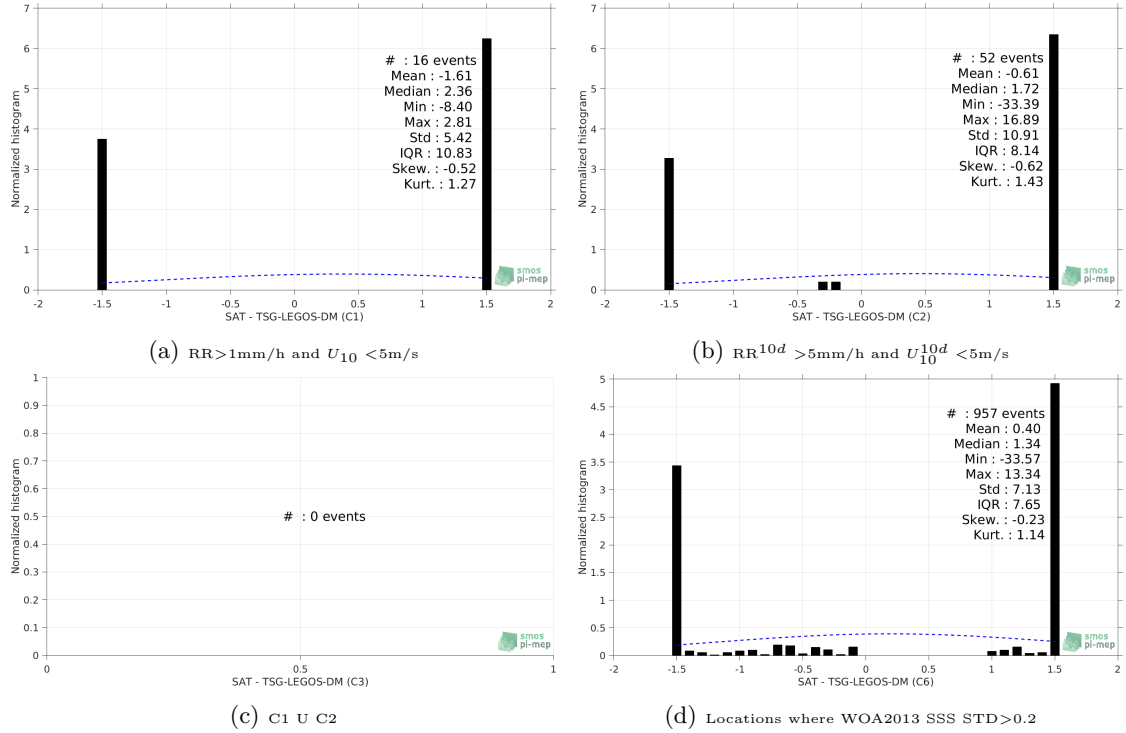 7
6
5
4
3
2
1
0
Normalized histogram
# : 16 events
Mean : -1.61
Median : 2.36
Min : -8.40
Max : 2.81
Std : 5.42
IQR : 10.83
Skew. : -0.52
Kurt. : 1.27
smos
pi-mep
-2 -1.5 -1 -0.5 0 0.5 1 1.5 2
SAT - TSG-LEGOS-DM (C1)
(a) RR>1mm/h and U10 <5m/s
7
6
5
4
3
2
1
0
Normalized histogram
# : 52 events
Mean : -0.61
Median : 1.72
Min : -33.39
Max : 16.89
Std : 10.91
IQR : 8.14
Skew. : -0.62
Kurt. : 1.43
smos
pi-mep
-2 -1.5 -1 -0.5 0 0.5 1 1.5 2
SAT - TSG-LEGOS-DM (C2)
(b) RR10d >5mm/h and U10d10 <5m/s
1
0.9
0.8
0.7
0.6
0.5
0.4
0.3
0.2
0.1
0
Normalized histogram
# : 0 events
smos
pi-mep
0 0.5 1
SAT - TSG-LEGOS-DM (C3)
(c) C1 U C2
5
4.5
4
3.5
3
2.5
2
1.5
1
0.5
0
Normalized histogram
# : 957 events
Mean : 0.40
Median : 1.34
Min : -33.57
Max : 13.34
Std : 7.13
IQR : 7.65
Skew. : -0.23
Kurt. : 1.14
smos
pi-mep
-2 -1.5 -1 -0.5 0 0.5 1 1.5 2
SAT - TSG-LEGOS-DM (C6)
(d) Locations where WOA2013 SSS STD>0.2